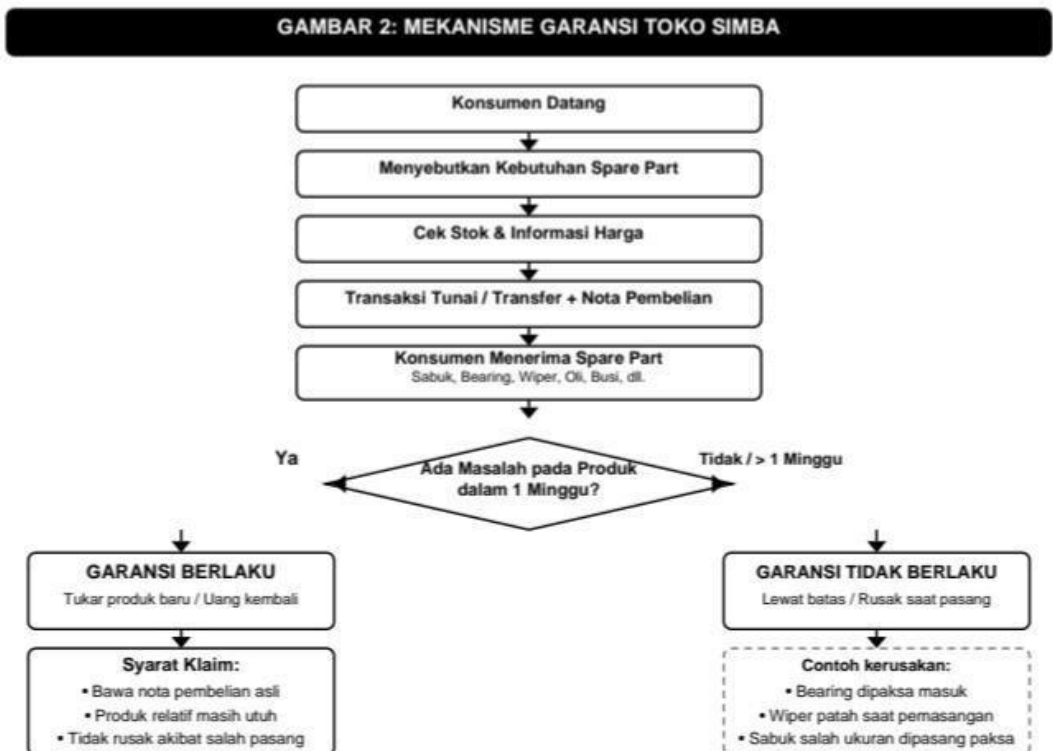 GAMBAR 2: MEKANISME GARANSI TOKO SIMBA
Konsumen Datang
Menyebutkan Kebutuhan Spare Part
Cek Stok & Informasi Harga
Transaksi Tunai / Transfer + Nota Pembelian
Konsumen Menerima Spare Part
Sabuk, Bearing, Wiper, Oli, Busi, dll.
Ya
Ada Masalah pada Produk
dalam 1 Minggu?
Tidak / > 1 Minggu
GARANSI BERLAKU
Tukar produk baru / Uang kembali
Syarat Klaim:
▪ Bawa nota pembelian asli
▪ Produk relatif masih utuh
▪ Tidak rusak akibat salah pasang
GARANSI TIDAK BERLAKU
Lewat batas / Rusak saat pasang
Contoh kerusakan:
▪ Bearing dipaksa masuk
▪ Wiper patah saat pemasangan
▪ Sabuk salah ukuran dipasang paksa